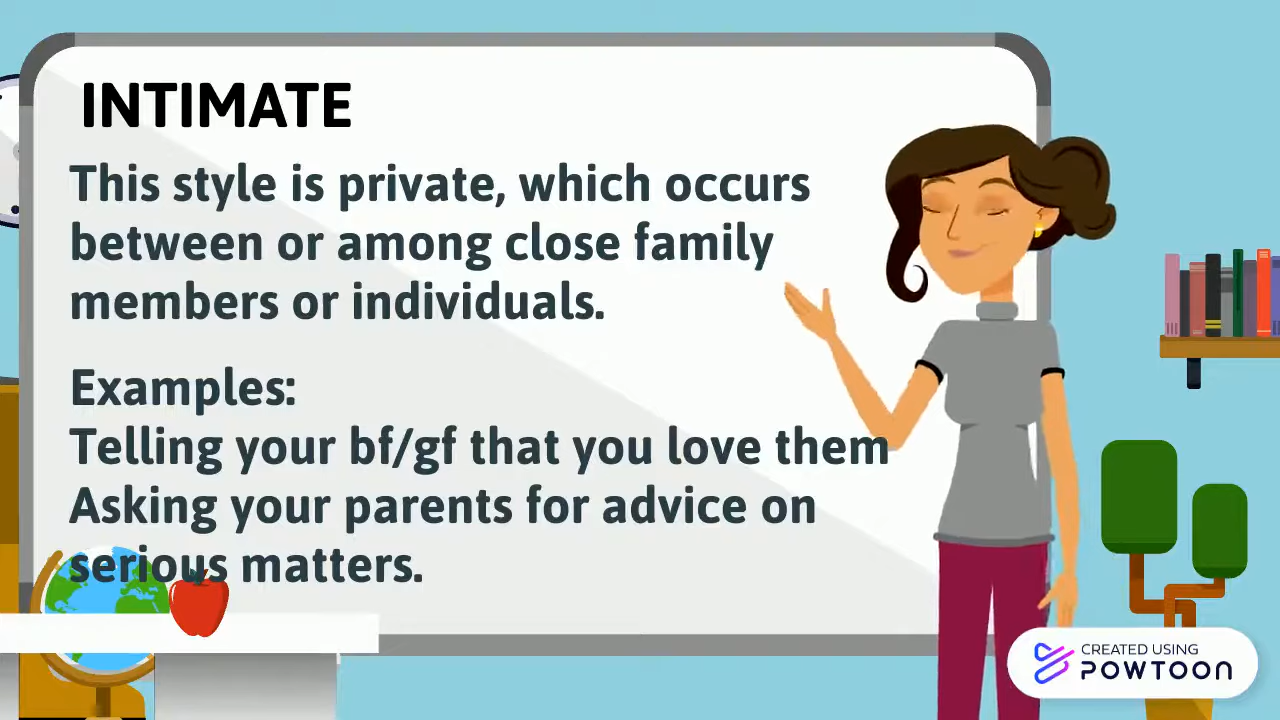 INTIMATE
This style is private, which occurs
between or among close family
members or individuals.
Examples:
Telling your bf/gf that you love them
Asking your parents for advice on
serious matters.
CREATED USING
POWTOON